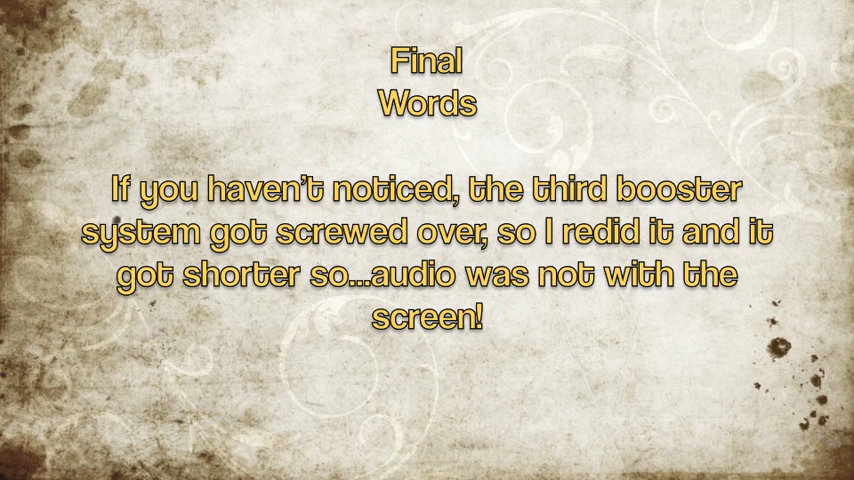 Final
Words
If you haven't noticed, the third booster
system got screwed over, so I redid it and it
got shorter so...audio was not with the
screen!